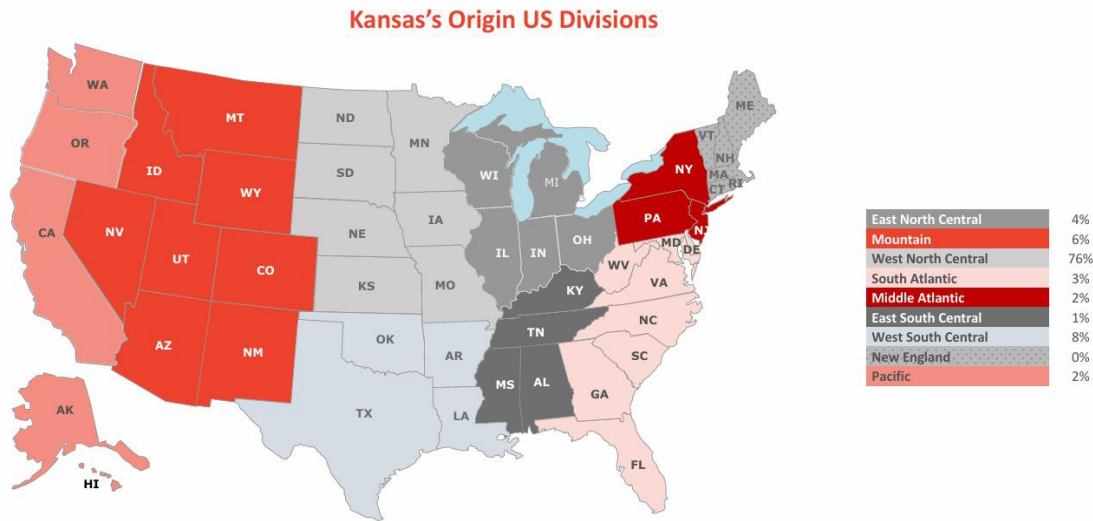 Kansas's Origin US Divisions
WA
OR
CA
NV
ID
MT
WY
UT
CO
AZ
NM
AK
HI
ND
SD
NE
KS
MN
IA
MO
OK
TX
AR
LA
WI
MI
IL
IN
OH
KY
TN
MS
AL
NY
PA
NJ
VT
ME
NH
MA
CT
RI
MD
DE
WV
VA
NC
SC
GA
FL
East North Central 4%
Mountain 6%
West North Central 76%
South Atlantic 3%
Middle Atlantic 2%
East South Central 1%
West South Central 8%
New England 0%
Pacific 2%